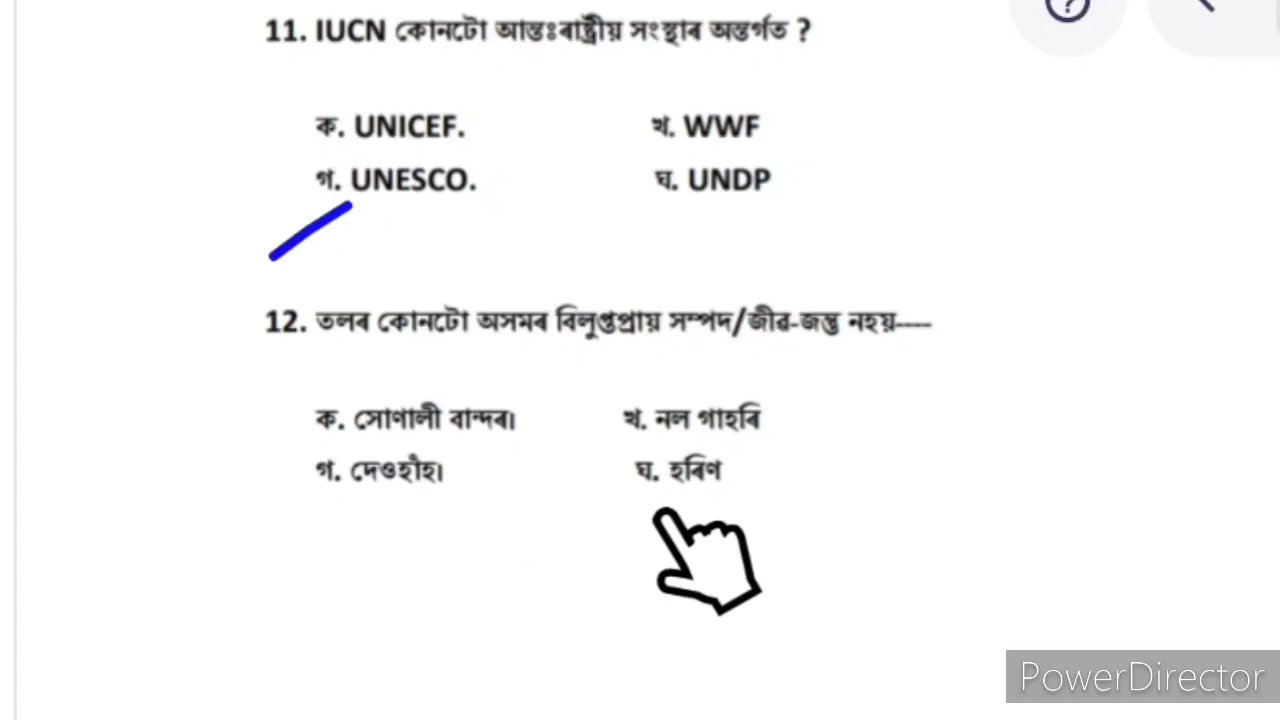 11. IUCN কোনটো আন্তঃৰাষ্ট্ৰীয় সংস্থাৰ অন্তৰ্গত ?
ক. UNICEF. খ. WWF
গ. UNESCO. ঘ. UNDP
12. তলৰ কোনটো অসমৰ বিলুপ্তপ্ৰায় সম্পদ/জীৱ-জন্তু নহয়----
ক. সোণালী বান্দৰ। খ. নল গাহৰি
গ. দেওহাঁহ। ঘ. হৰিণ
PowerDirector